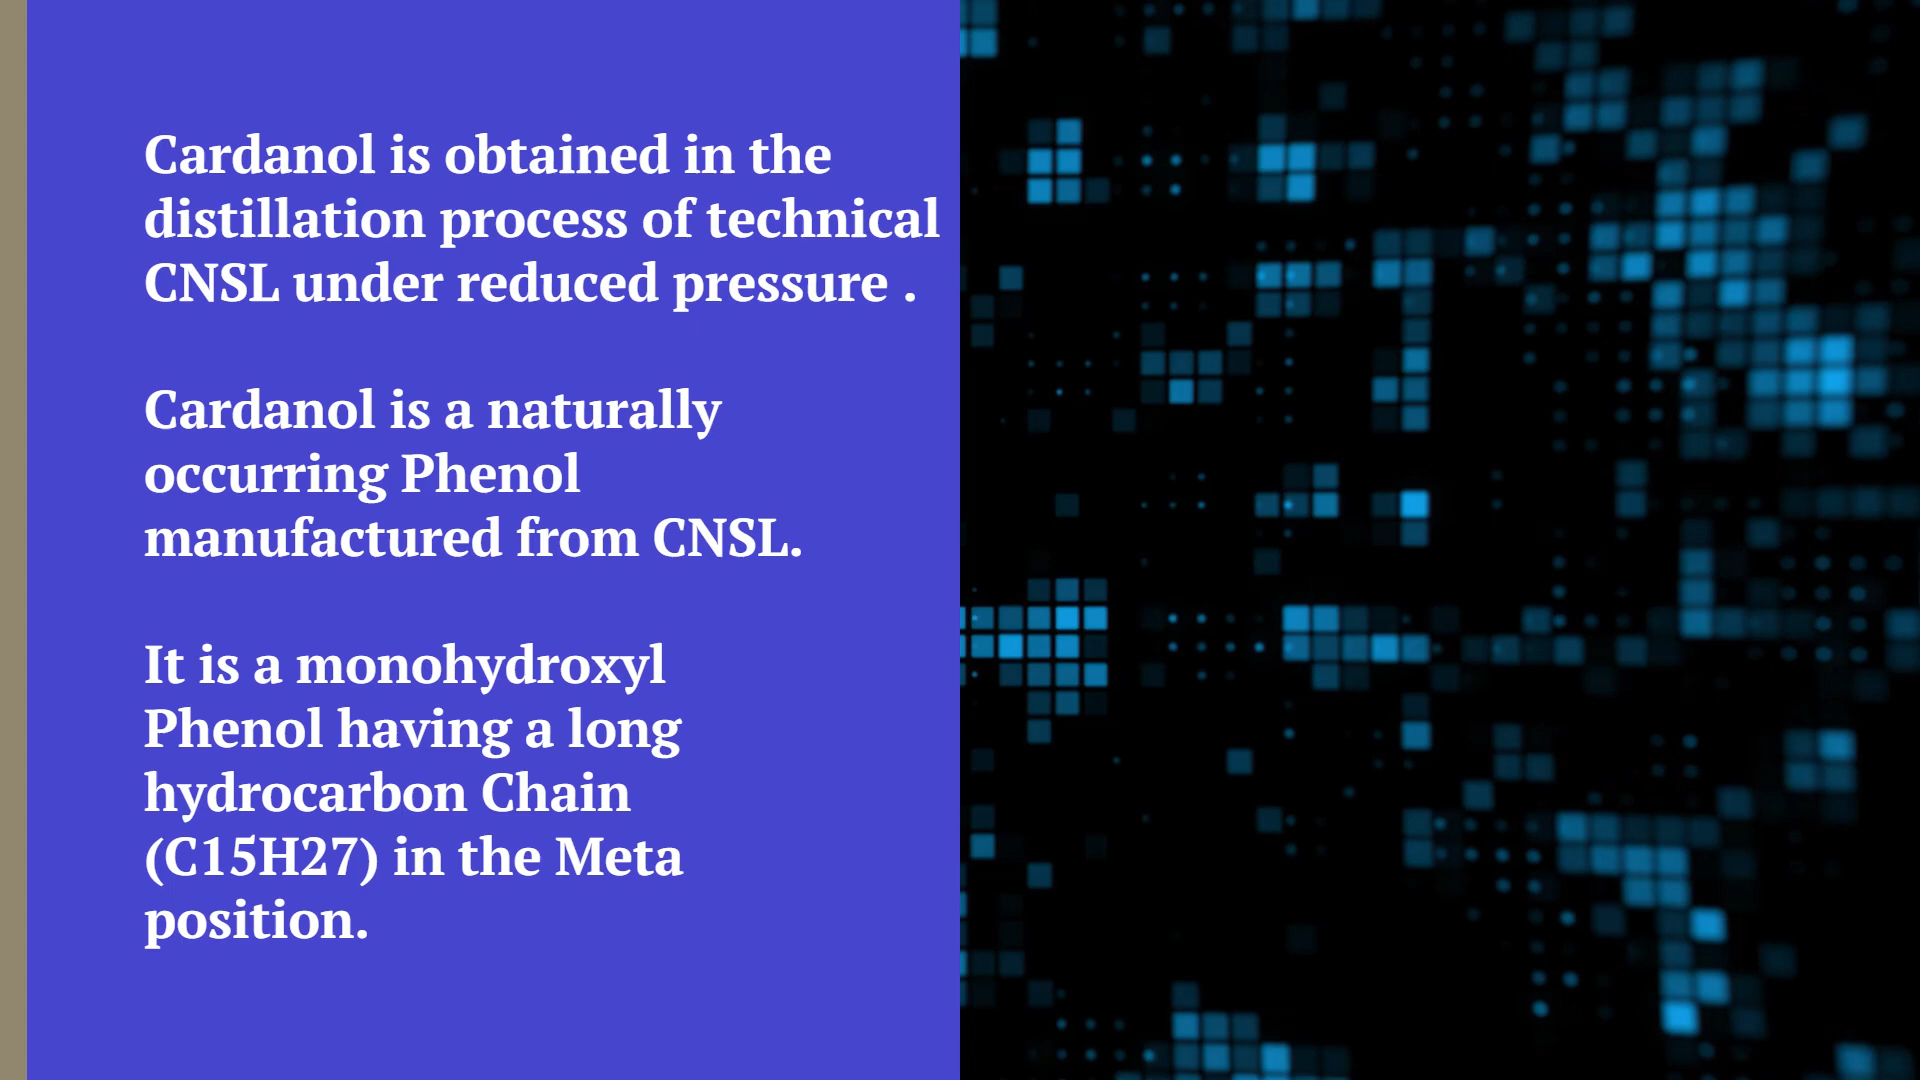 Cardanol is obtained in the
distillation process of technical
CNSL under reduced pressure .
Cardanol is a naturally
occurring Phenol
manufactured from CNSL.
It is a monohydroxyl
Phenol having a long
hydrocarbon Chain
(C15H27) in the Meta
position.